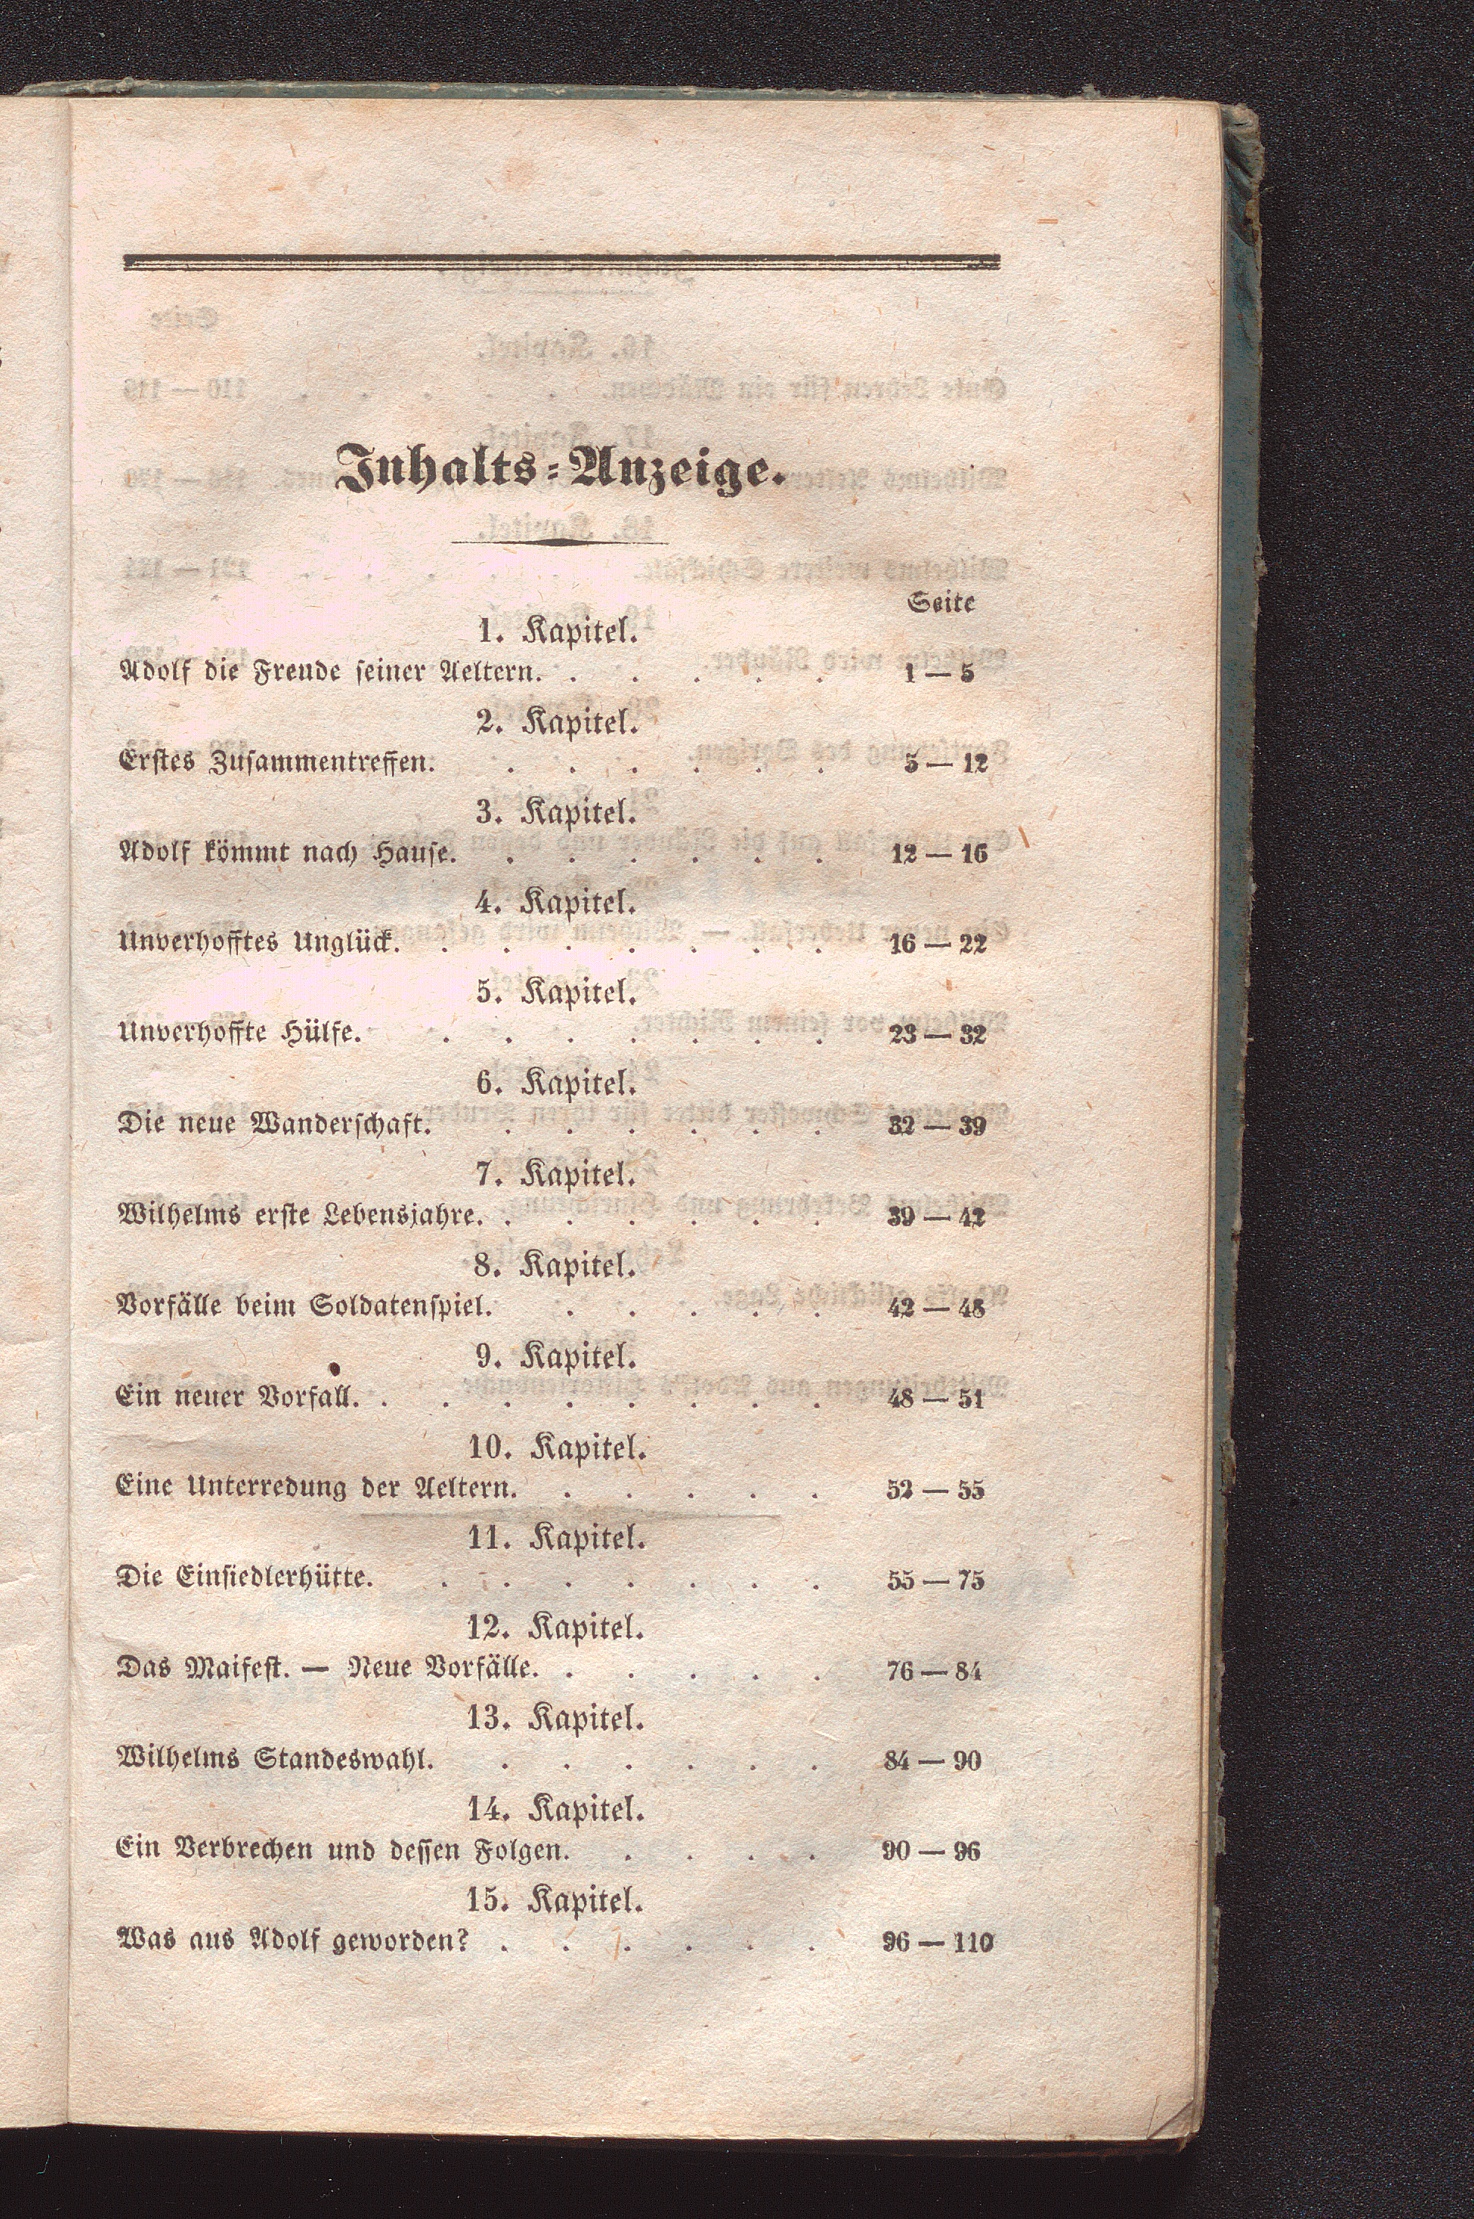 Inhalts-Anzeige.
Seite
1. Kapitel.
Adolf die Freude seiner Aeltern. . . . . . 1 — 5
2. Kapitel.
Erstes Zusammentreffen. . . . . . . 5 — 12
3. Kapitel.
Adolf kömmt nach Hause. . . . . . . 12 — 16
4. Kapitel.
Unverhofftes Unglück. . . . . . . . 16 — 22
5. Kapitel.
Unverhoffte Hülfe. . . . . . . . 23 — 32
6. Kapitel.
Die neue Wanderschaft. . . . . . . 32 — 39
7. Kapitel.
Wilhelms erste Lebensjahre. . . . . . . 39 — 42
8. Kapitel.
Vorfälle beim Soldatenspiel. . . . . . 42 — 48
9. Kapitel.
Ein neuer Vorfall. . . . . . . . . 48 — 51
10. Kapitel.
Eine Unterredung der Aeltern. . . . . . 52 — 55
11. Kapitel.
Die Einsiedlerhütte. . . . . . . . 55 — 75
12. Kapitel.
Das Maifest. — Neue Vorfälle. . . . . . 76 — 84
13. Kapitel.
Wilhelms Standeswahl. . . . . . . 84 — 90
14. Kapitel.
Ein Verbrechen und dessen Folgen. . . . . 90 — 96
15. Kapitel.
Was aus Adolf geworden? . . . . . . 96 — 110